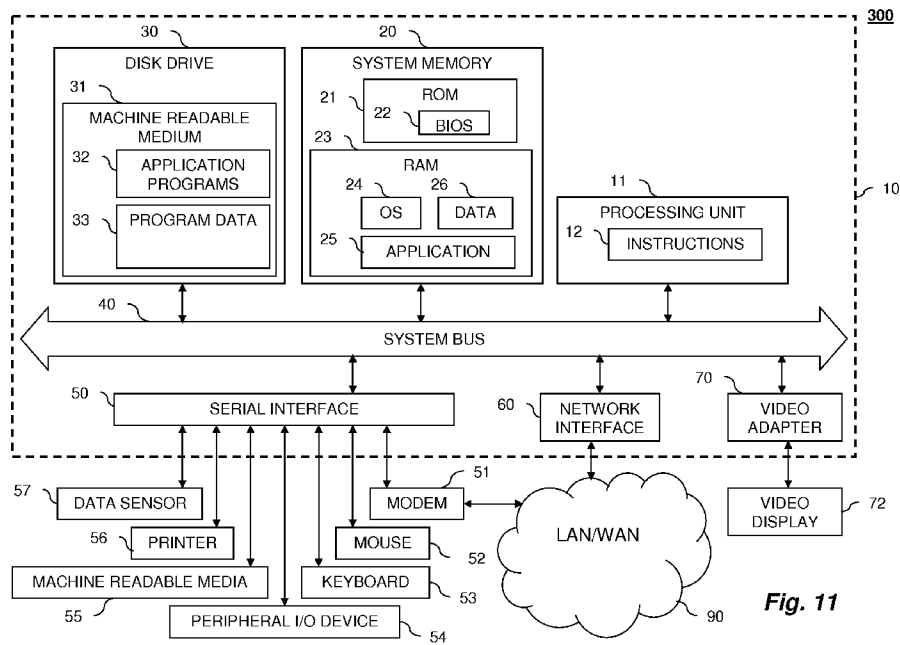 300
30
20
DISK DRIVE
SYSTEM MEMORY
31
21
ROM
22
BIOS
MACHINE READABLE
MEDIUM
23
RAM
32
APPLICATION
PROGRAMS
24
26
OS
DATA
11
10
33
PROGRAM DATA
25
APPLICATION
PROCESSING UNIT
12
INSTRUCTIONS
40
SYSTEM BUS
50
SERIAL INTERFACE
60
NETWORK
INTERFACE
70
VIDEO
ADAPTER
57
DATA SENSOR
51
MODEM
LAN/WAN
VIDEO
DISPLAY
72
56
PRINTER
MOUSE
52
MACHINE READABLE MEDIA
55
KEYBOARD
53
PERIPHERAL I/O DEVICE
54
90
Fig. 11